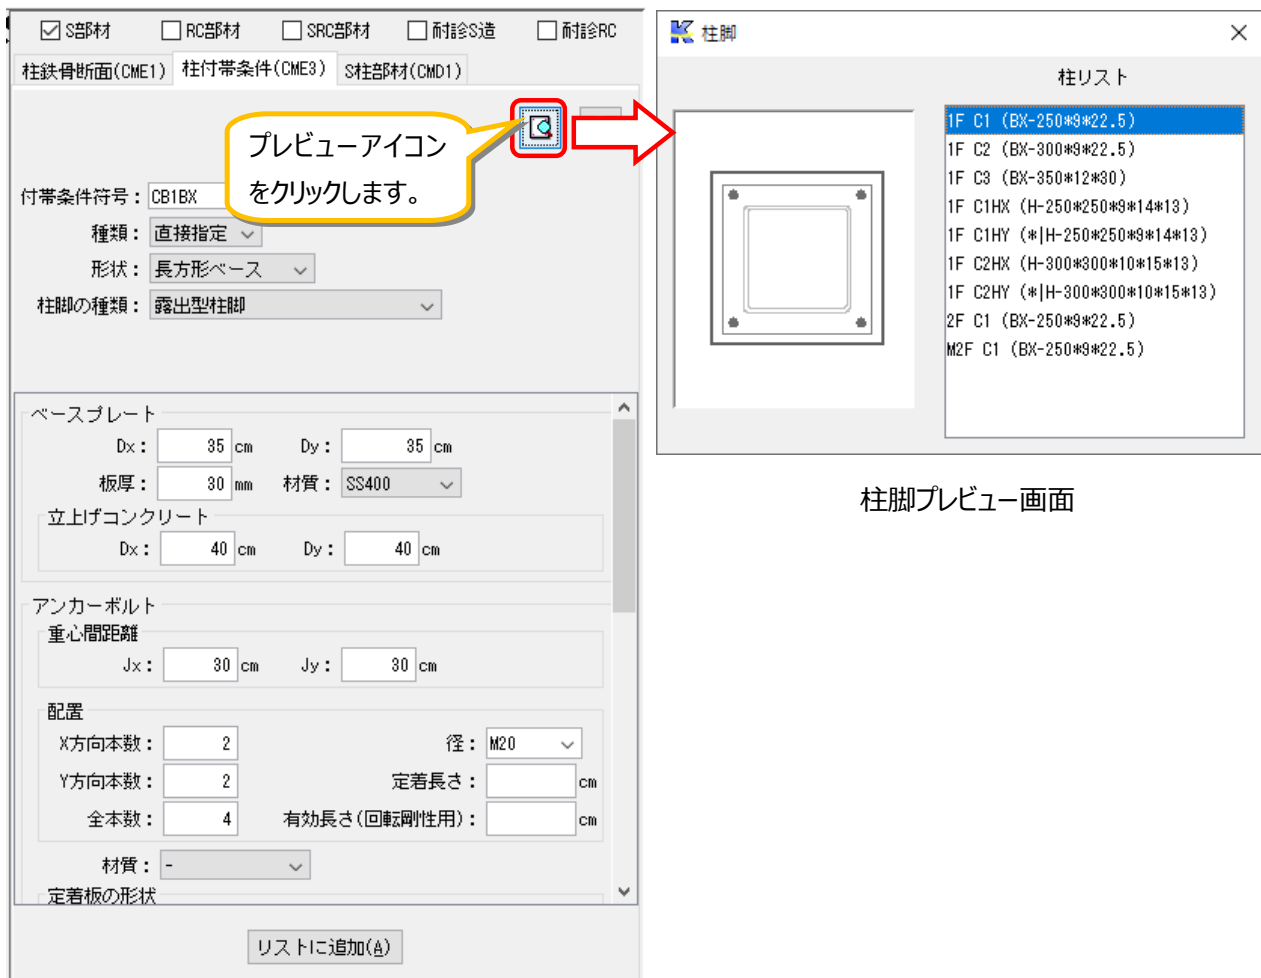 S部材 RC部材 SRC部材 耐診S造 耐診RC
柱鉄骨断面(CME1) 柱付帯条件(CME3) S柱部材(CMD1)
プレビューアイコン
をクリックします。
付帯条件符号： CB1BX
種類： 直接指定
形状： 長方形ベース
柱脚の種類： 露出型柱脚
ベースプレート
Dx： 35 cm Dy： 35 cm
板厚： 30 mm 材質： SS400
立上げコンクリート
Dx： 40 cm Dy： 40 cm
アンカーボルト
重心間距離
Jx： 30 cm Jy： 30 cm
配置
X方向本数： 2 径： M20
Y方向本数： 2 定着長さ： cm
全本数： 4 有効長さ(回転剛性用)： cm
材質： -
定着板の形状
リストに追加(A)
柱脚
柱リスト
1F C1 (BX-250*9*22.5)
1F C2 (BX-300*9*22.5)
1F C3 (BX-350*12*30)
1F C1HX (H-250*250*9*14*13)
1F C1HY (*|H-250*250*9*14*13)
1F C2HX (H-300*300*10*15*13)
1F C2HY (*|H-300*300*10*15*13)
2F C1 (BX-250*9*22.5)
M2F C1 (BX-250*9*22.5)
柱脚プレビュー画面